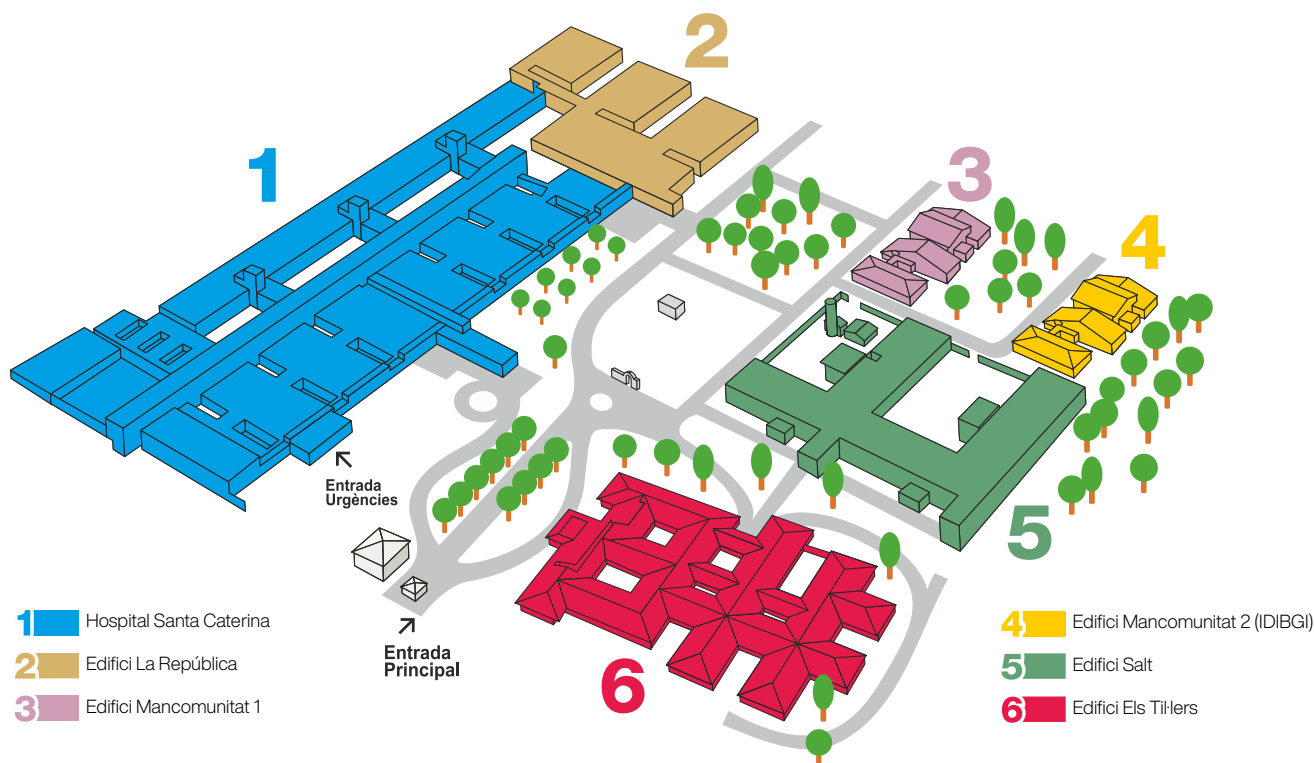 2
1
3
4
Entrada
Urgències
5
Entrada
Principal
6
1 Hospital Santa Caterina
2 Edifici La República
3 Edifici Mancomunitat 1
4 Edifici Mancomunitat 2 (IDIBGI)
5 Edifici Salt
6 Edifici Els Til·lers